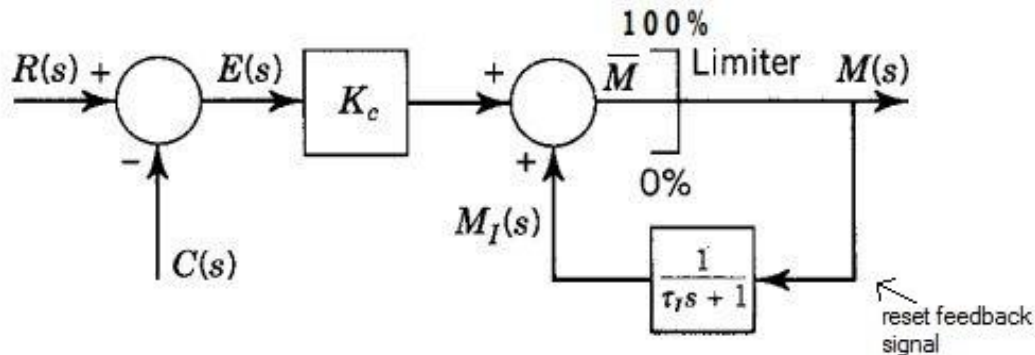 100%
R(s) +
E(s)
K_c
+
M̅
Limiter
M(s)
−
+
0%
C(s)
M_I(s)
1
τ_I s + 1
reset feedback
signal